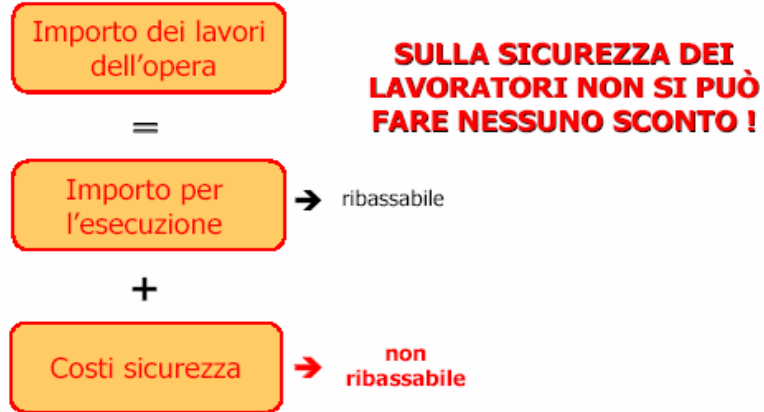 Importo dei lavori
dell'opera
SULLA SICUREZZA DEI
LAVORATORI NON SI PUÒ
FARE NESSUNO SCONTO !
=
Importo per
l'esecuzione
➔ ribassabile
+
Costi sicurezza
➔ non
ribassabile